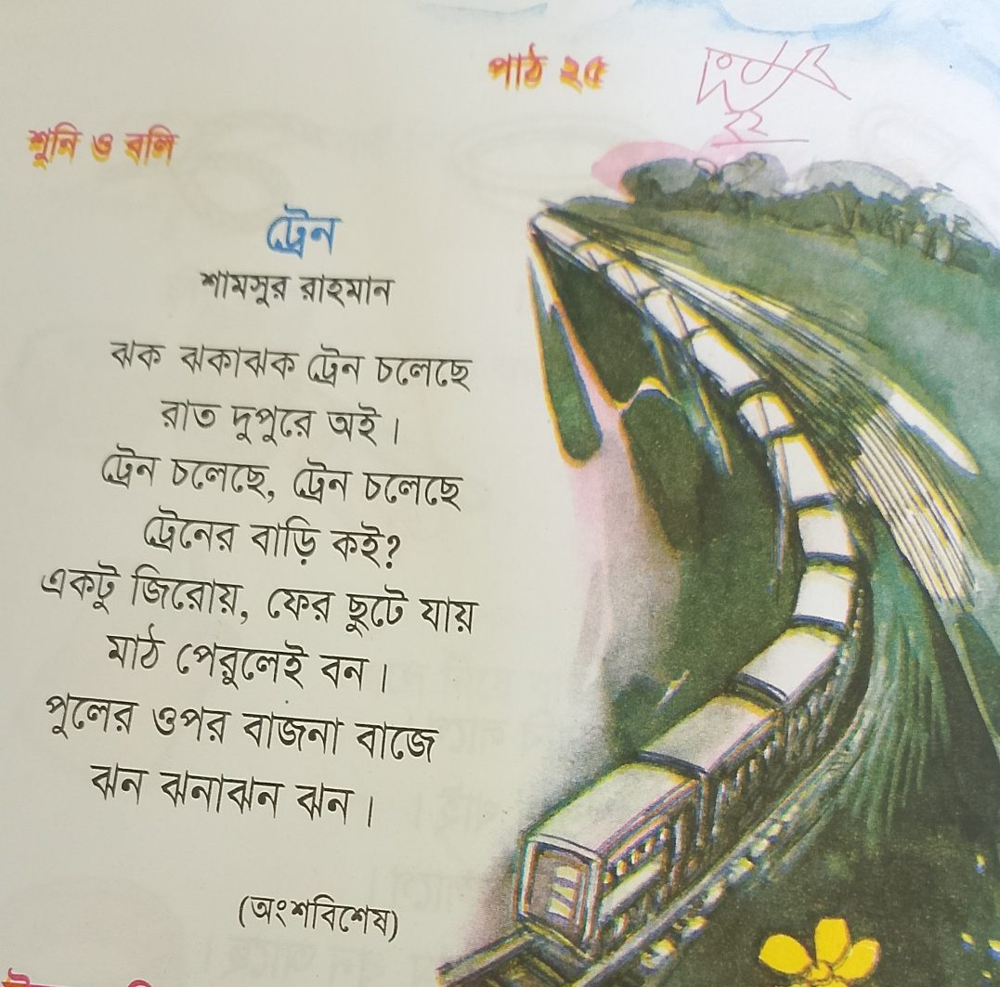 পাঠ ২৫
শুনি ও বলি
ট্রেন
শামসুর রাহমান
ঝক ঝকাঝক ট্রেন চলেছে
রাত দুপুরে অই।
ট্রেন চলেছে, ট্রেন চলেছে
ট্রেনের বাড়ি কই?
একটু জিরোয়, ফের ছুটে যায়
মাঠ পেরুলেই বন।
পুলের ওপর বাজনা বাজে
ঝন ঝনাঝন ঝন।
(অংশবিশেষ)